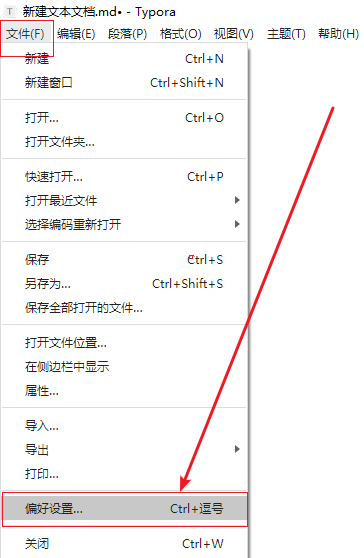 T 新建文本文档.md• - Typora
文件(F) 编辑(E) 段落(P) 格式(O) 视图(V) 主题(T) 帮助(H)
新建 Ctrl+N
新建窗口 Ctrl+Shift+N
打开... Ctrl+O
打开文件夹...
快速打开... Ctrl+P
打开最近文件
选择编码重新打开
保存 Ctrl+S
另存为... Ctrl+Shift+S
保存全部打开的文件...
打开文件位置...
在侧边栏中显示
属性...
导入...
导出
打印...
偏好设置... Ctrl+逗号
关闭 Ctrl+W